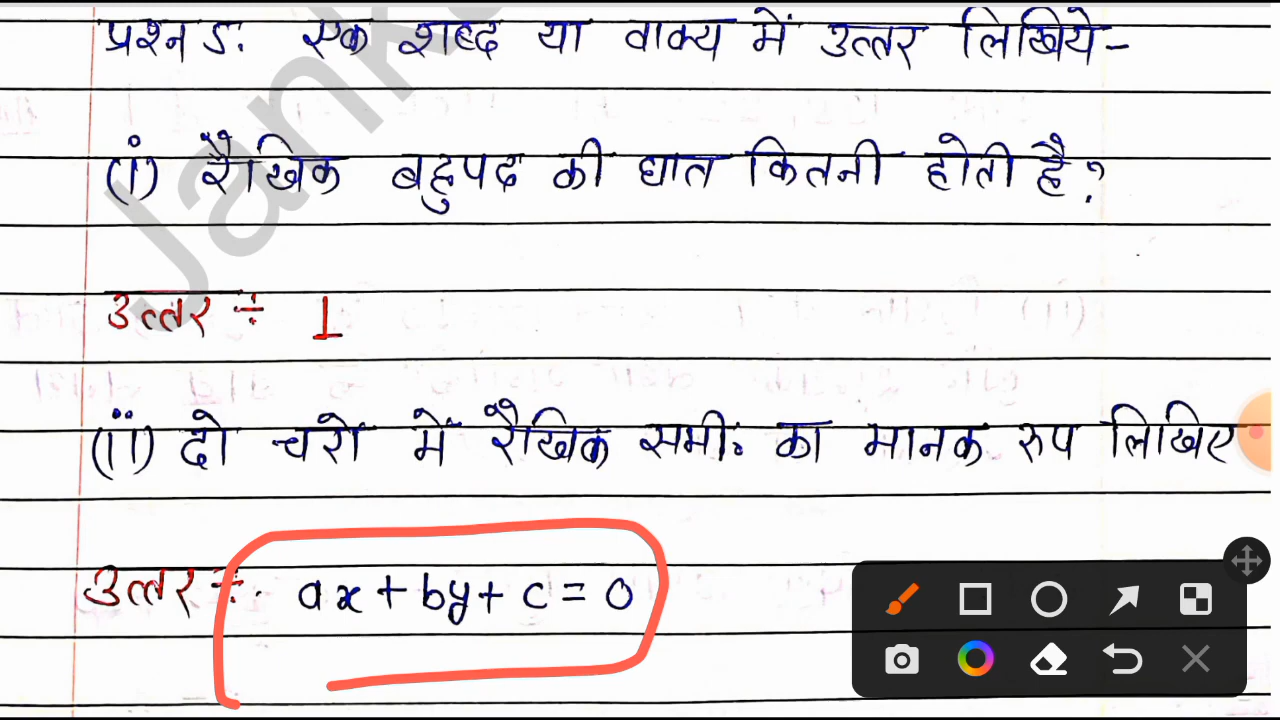 प्रश्न 5. एक शब्द या वाक्य में उत्तर लिखिये-
(i) रैखिक बहुपद की घात कितनी होती है?
उत्तर ÷ 1
(ii) दो चरों में रैखिक समी. का मानक रुप लिखिए
उत्तर ÷ ax + by + c = 0